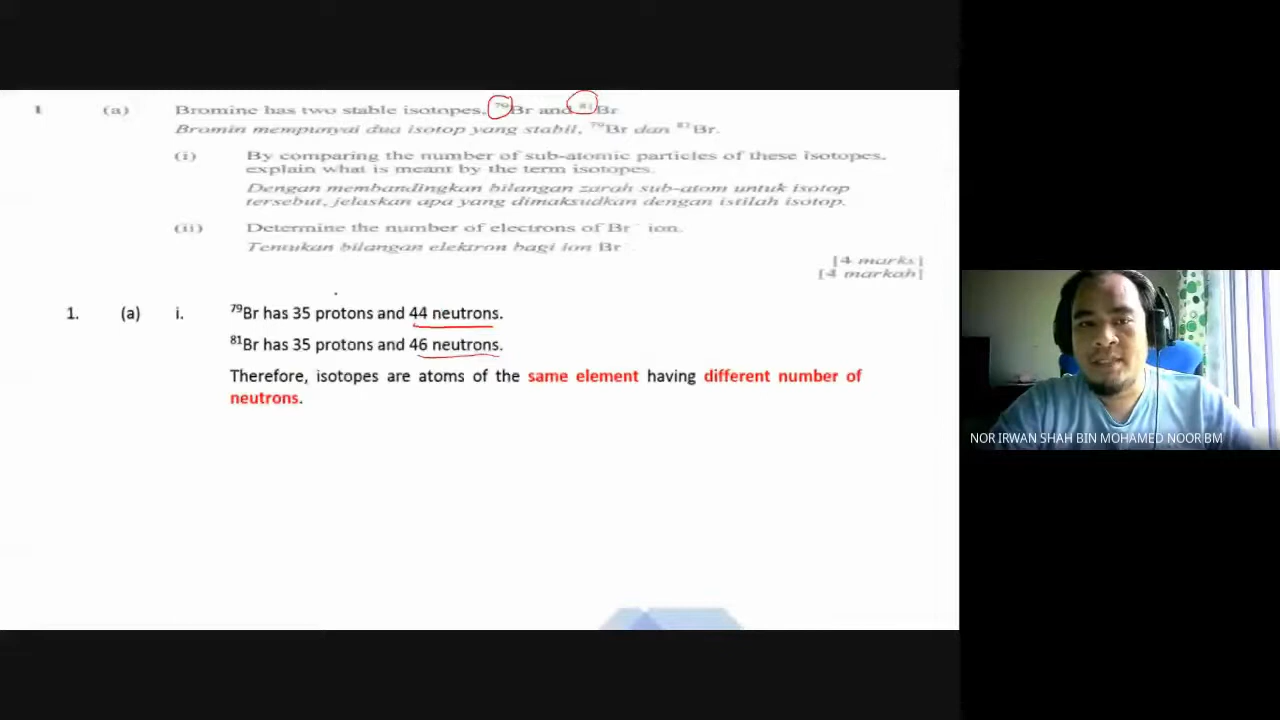 1 (a) Bromine has two stable isotopes, ⁷⁹Br and ⁸¹Br
Bromin mempunyai dua isotop yang stabil, ⁷⁹Br dan ⁸¹Br.
(i) By comparing the number of sub-atomic particles of these isotopes,
explain what is meant by the term isotopes.
Dengan membandingkan bilangan zarah sub-atom untuk isotop
tersebut, jelaskan apa yang dimaksudkan dengan istilah isotop.
(ii) Determine the number of electrons of Br⁻ ion.
Temukan bilangan elektron bagi ion Br⁻
[4 marks]
[4 markah]
1. (a) i. ⁷⁹Br has 35 protons and 44 neutrons.
⁸¹Br has 35 protons and 46 neutrons.
Therefore, isotopes are atoms of the same element having different number of
neutrons.
NOR IRWAN SHAH BIN MOHAMED NOOR BM